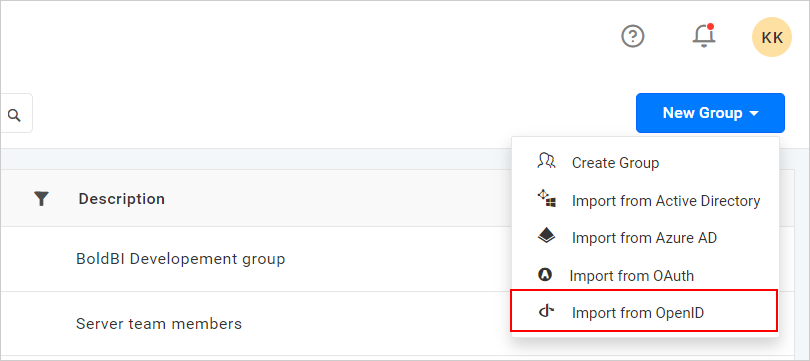 KK
New Group
Create Group
Description
Import from Active Directory
Import from Azure AD
BoldBI Developement group
Import from OAuth
Import from OpenID
Server team members